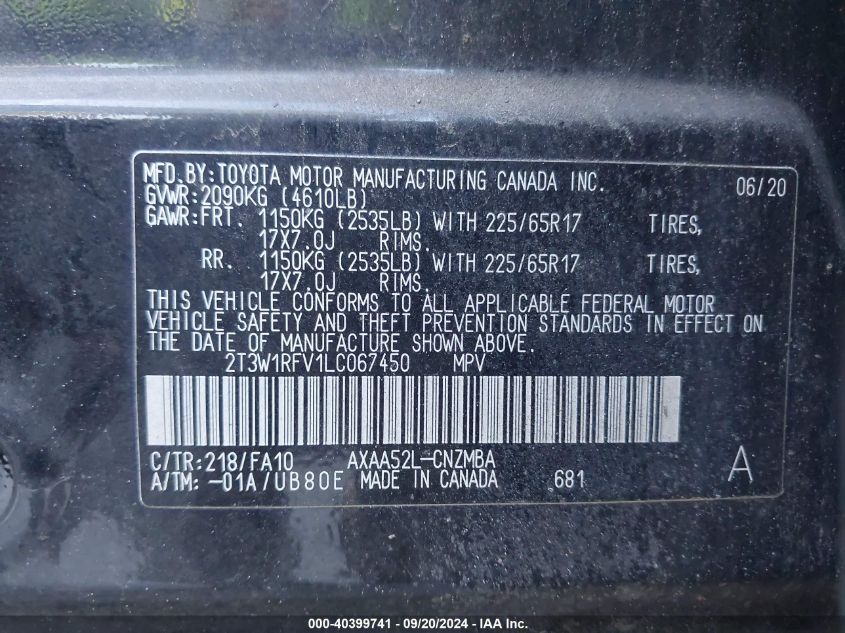 MFD.BY:TOYOTA MOTOR MANUFACTURING CANADA INC. 06/20
GVWR:2090KG (4610LB)
GAWR:FRT. 1150KG (2535LB) WITH 225/65R17 TIRES,
17X7.0J RIMS.
RR. 1150KG (2535LB) WITH 225/65R17 TIRES,
17X7.0J RIMS.
THIS VEHICLE CONFORMS TO ALL APPLICABLE FEDERAL MOTOR
VEHICLE SAFETY AND THEFT PREVENTION STANDARDS IN EFFECT ON
THE DATE OF MANUFACTURE SHOWN ABOVE.
2T3W1RFV1LC067450 MPV
C/TR:218/FA10 AXAA52L-CNZMBA A
A/TM: -01A/UB80E MADE IN CANADA 681
000-40399741 - 09/20/2024 - IAA Inc.